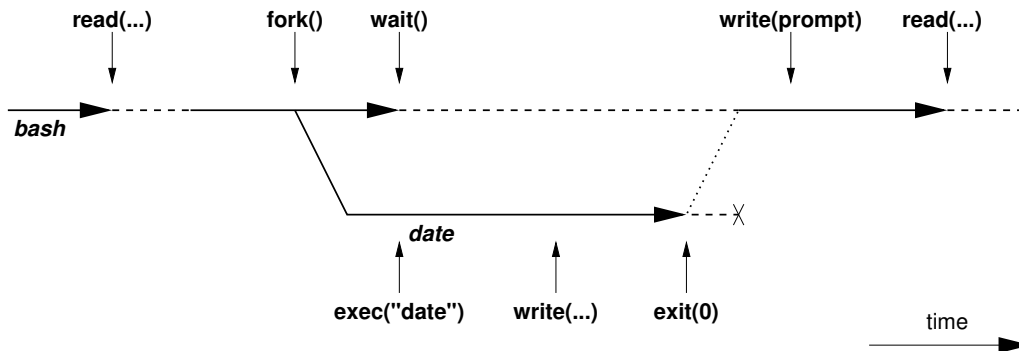 read(...) fork() wait() write(prompt) read(...)
bash
date
exec("date") write(...) exit(0)
time